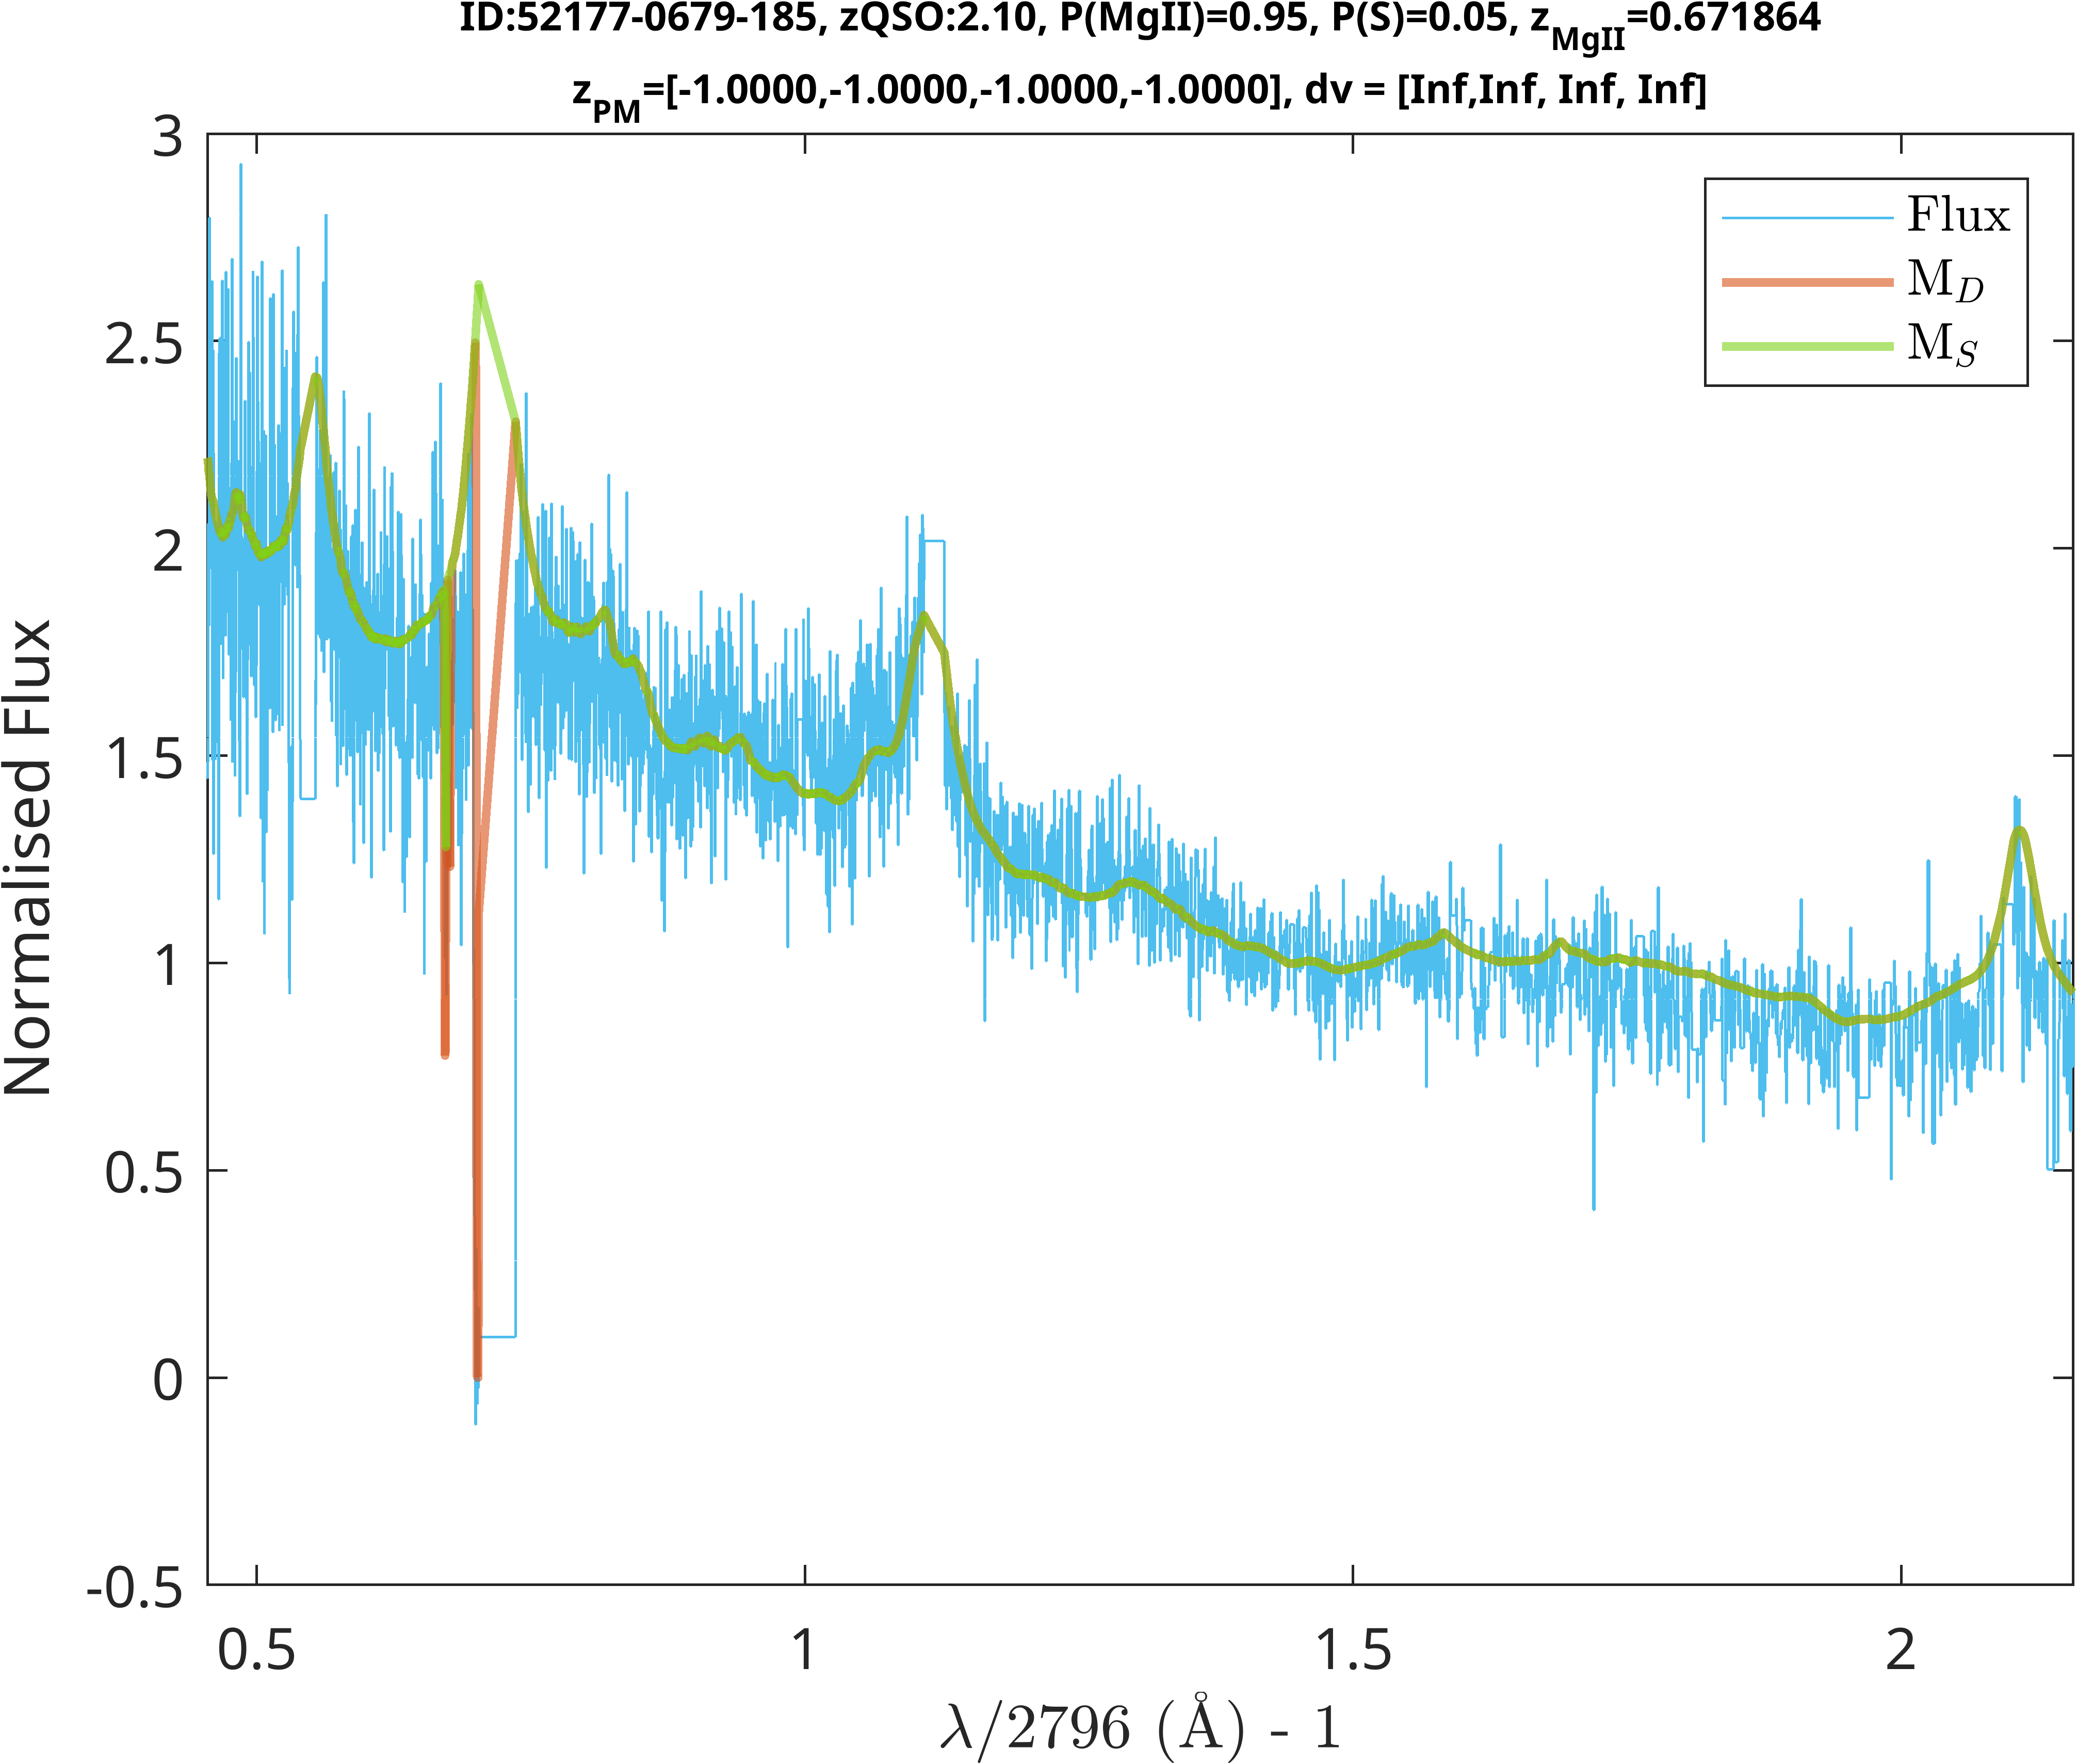 ID:52177-0679-185, zQSO:2.10, P(MgII)=0.95, P(S)=0.05, zMgII=0.671864
zPM=[-1.0000,-1.0000,-1.0000,-1.0000], dv = [Inf,Inf, Inf, Inf]
3
2.5
2
1.5
1
0.5
0
-0.5
Normalised Flux
Flux
MD
MS
0.5
1
1.5
2
λ/2796 (Å) - 1